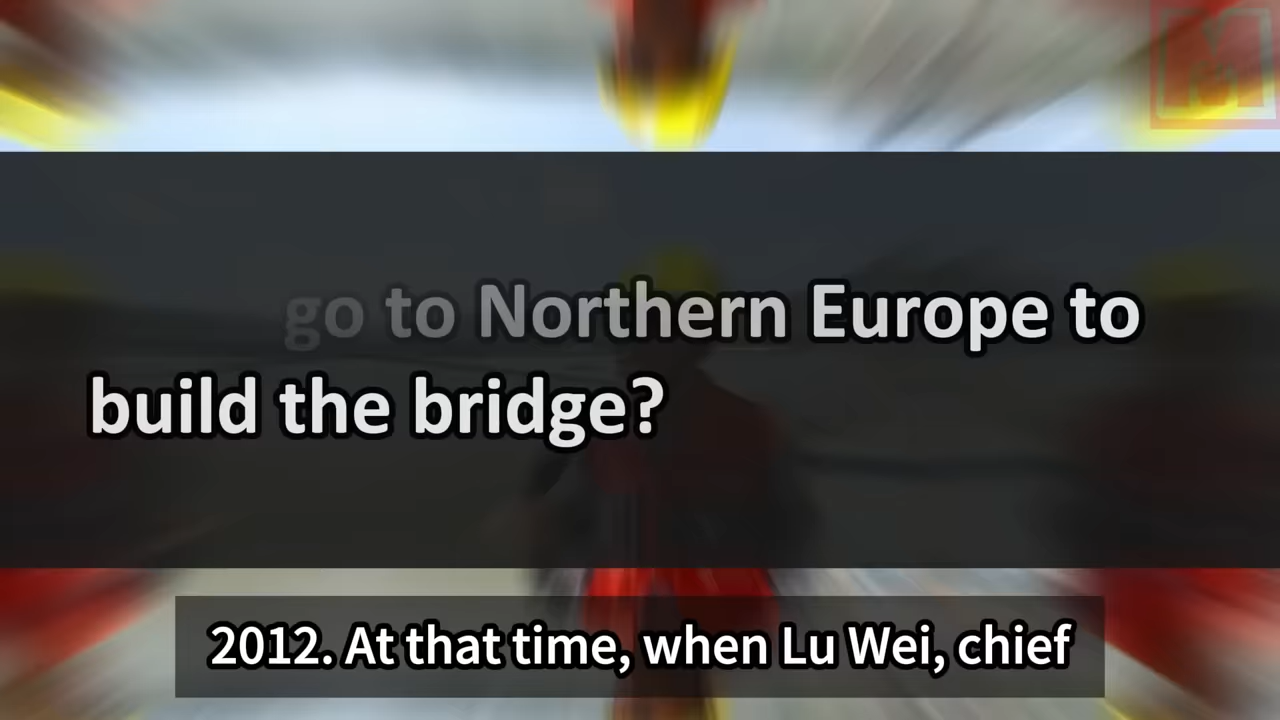 go to Northern Europe to
build the bridge?
2012. At that time, when Lu Wei, chief